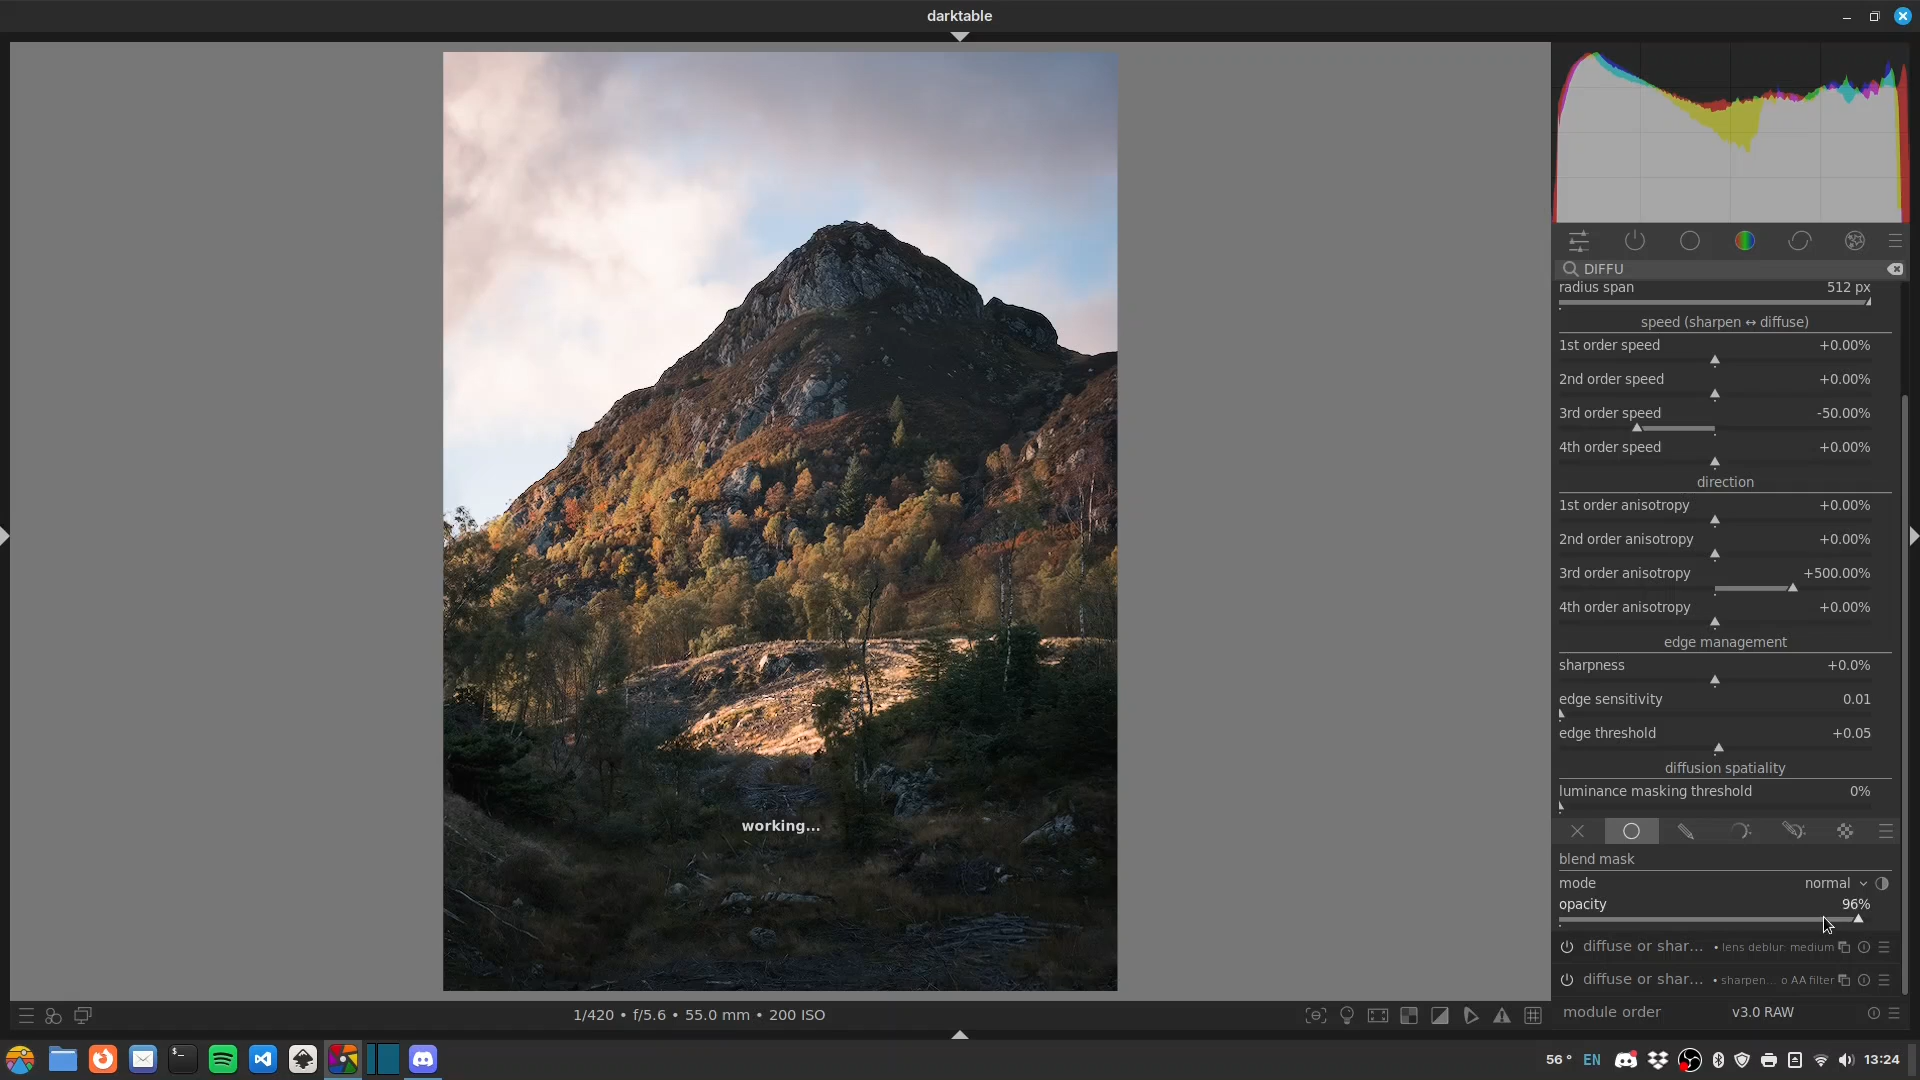 darktable
DIFFU
radius span 512 px
speed (sharpen ↔ diffuse)
1st order speed +0.00%
2nd order speed +0.00%
3rd order speed -50.00%
4th order speed +0.00%
direction
1st order anisotropy +0.00%
2nd order anisotropy +0.00%
3rd order anisotropy +500.00%
4th order anisotropy +0.00%
edge management
sharpness +0.0%
edge sensitivity 0.01
edge threshold +0.05
diffusion spatiality
luminance masking threshold 0%
working...
blend mask
mode normal
opacity 96%
diffuse or shar... • lens deblur: medium
diffuse or shar... • sharpen... o AA filter
1/420 • f/5.6 • 55.0 mm • 200 ISO
module order v3.0 RAW
56 ° EN 13:24